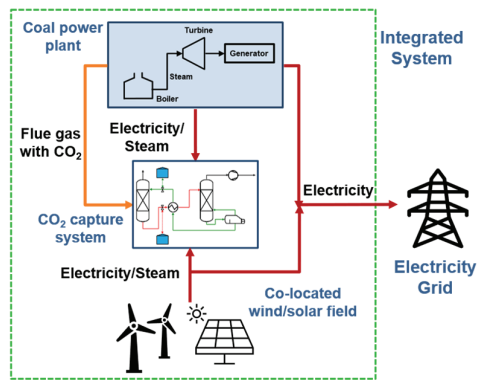 Coal power
plant
Turbine
Generator
Steam
Boiler
Integrated
System
Flue gas
with CO₂
Electricity/
Steam
Electricity
CO₂ capture
system
Electricity/Steam
Co-located
wind/solar field
Electricity
Grid